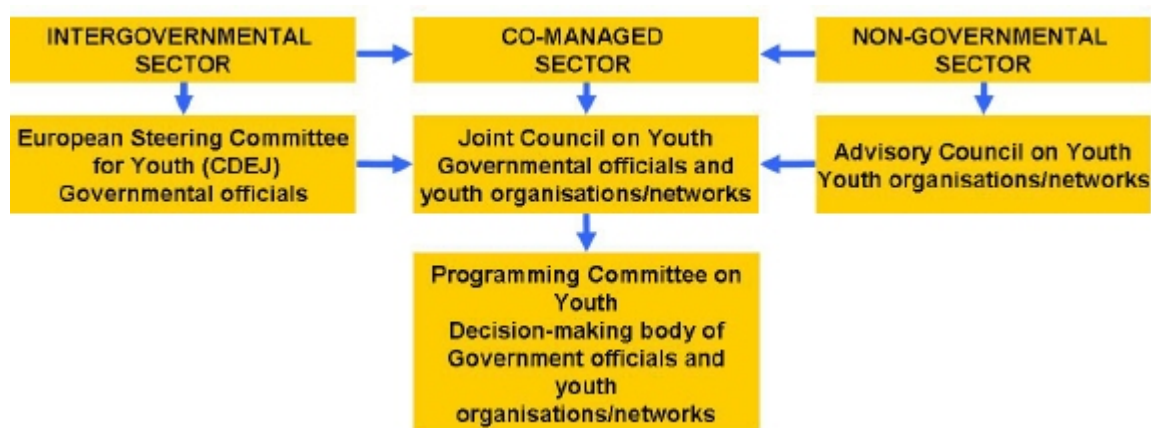 INTERGOVERNMENTAL
SECTOR
CO-MANAGED
SECTOR
NON-GOVERNMENTAL
SECTOR
European Steering Committee
for Youth (CDEJ)
Governmental officials
Joint Council on Youth
Governmental officials and
youth organisations/networks
Advisory Council on Youth
Youth organisations/networks
Programming Committee on
Youth
Decision-making body of
Government officials and
youth
organisations/networks